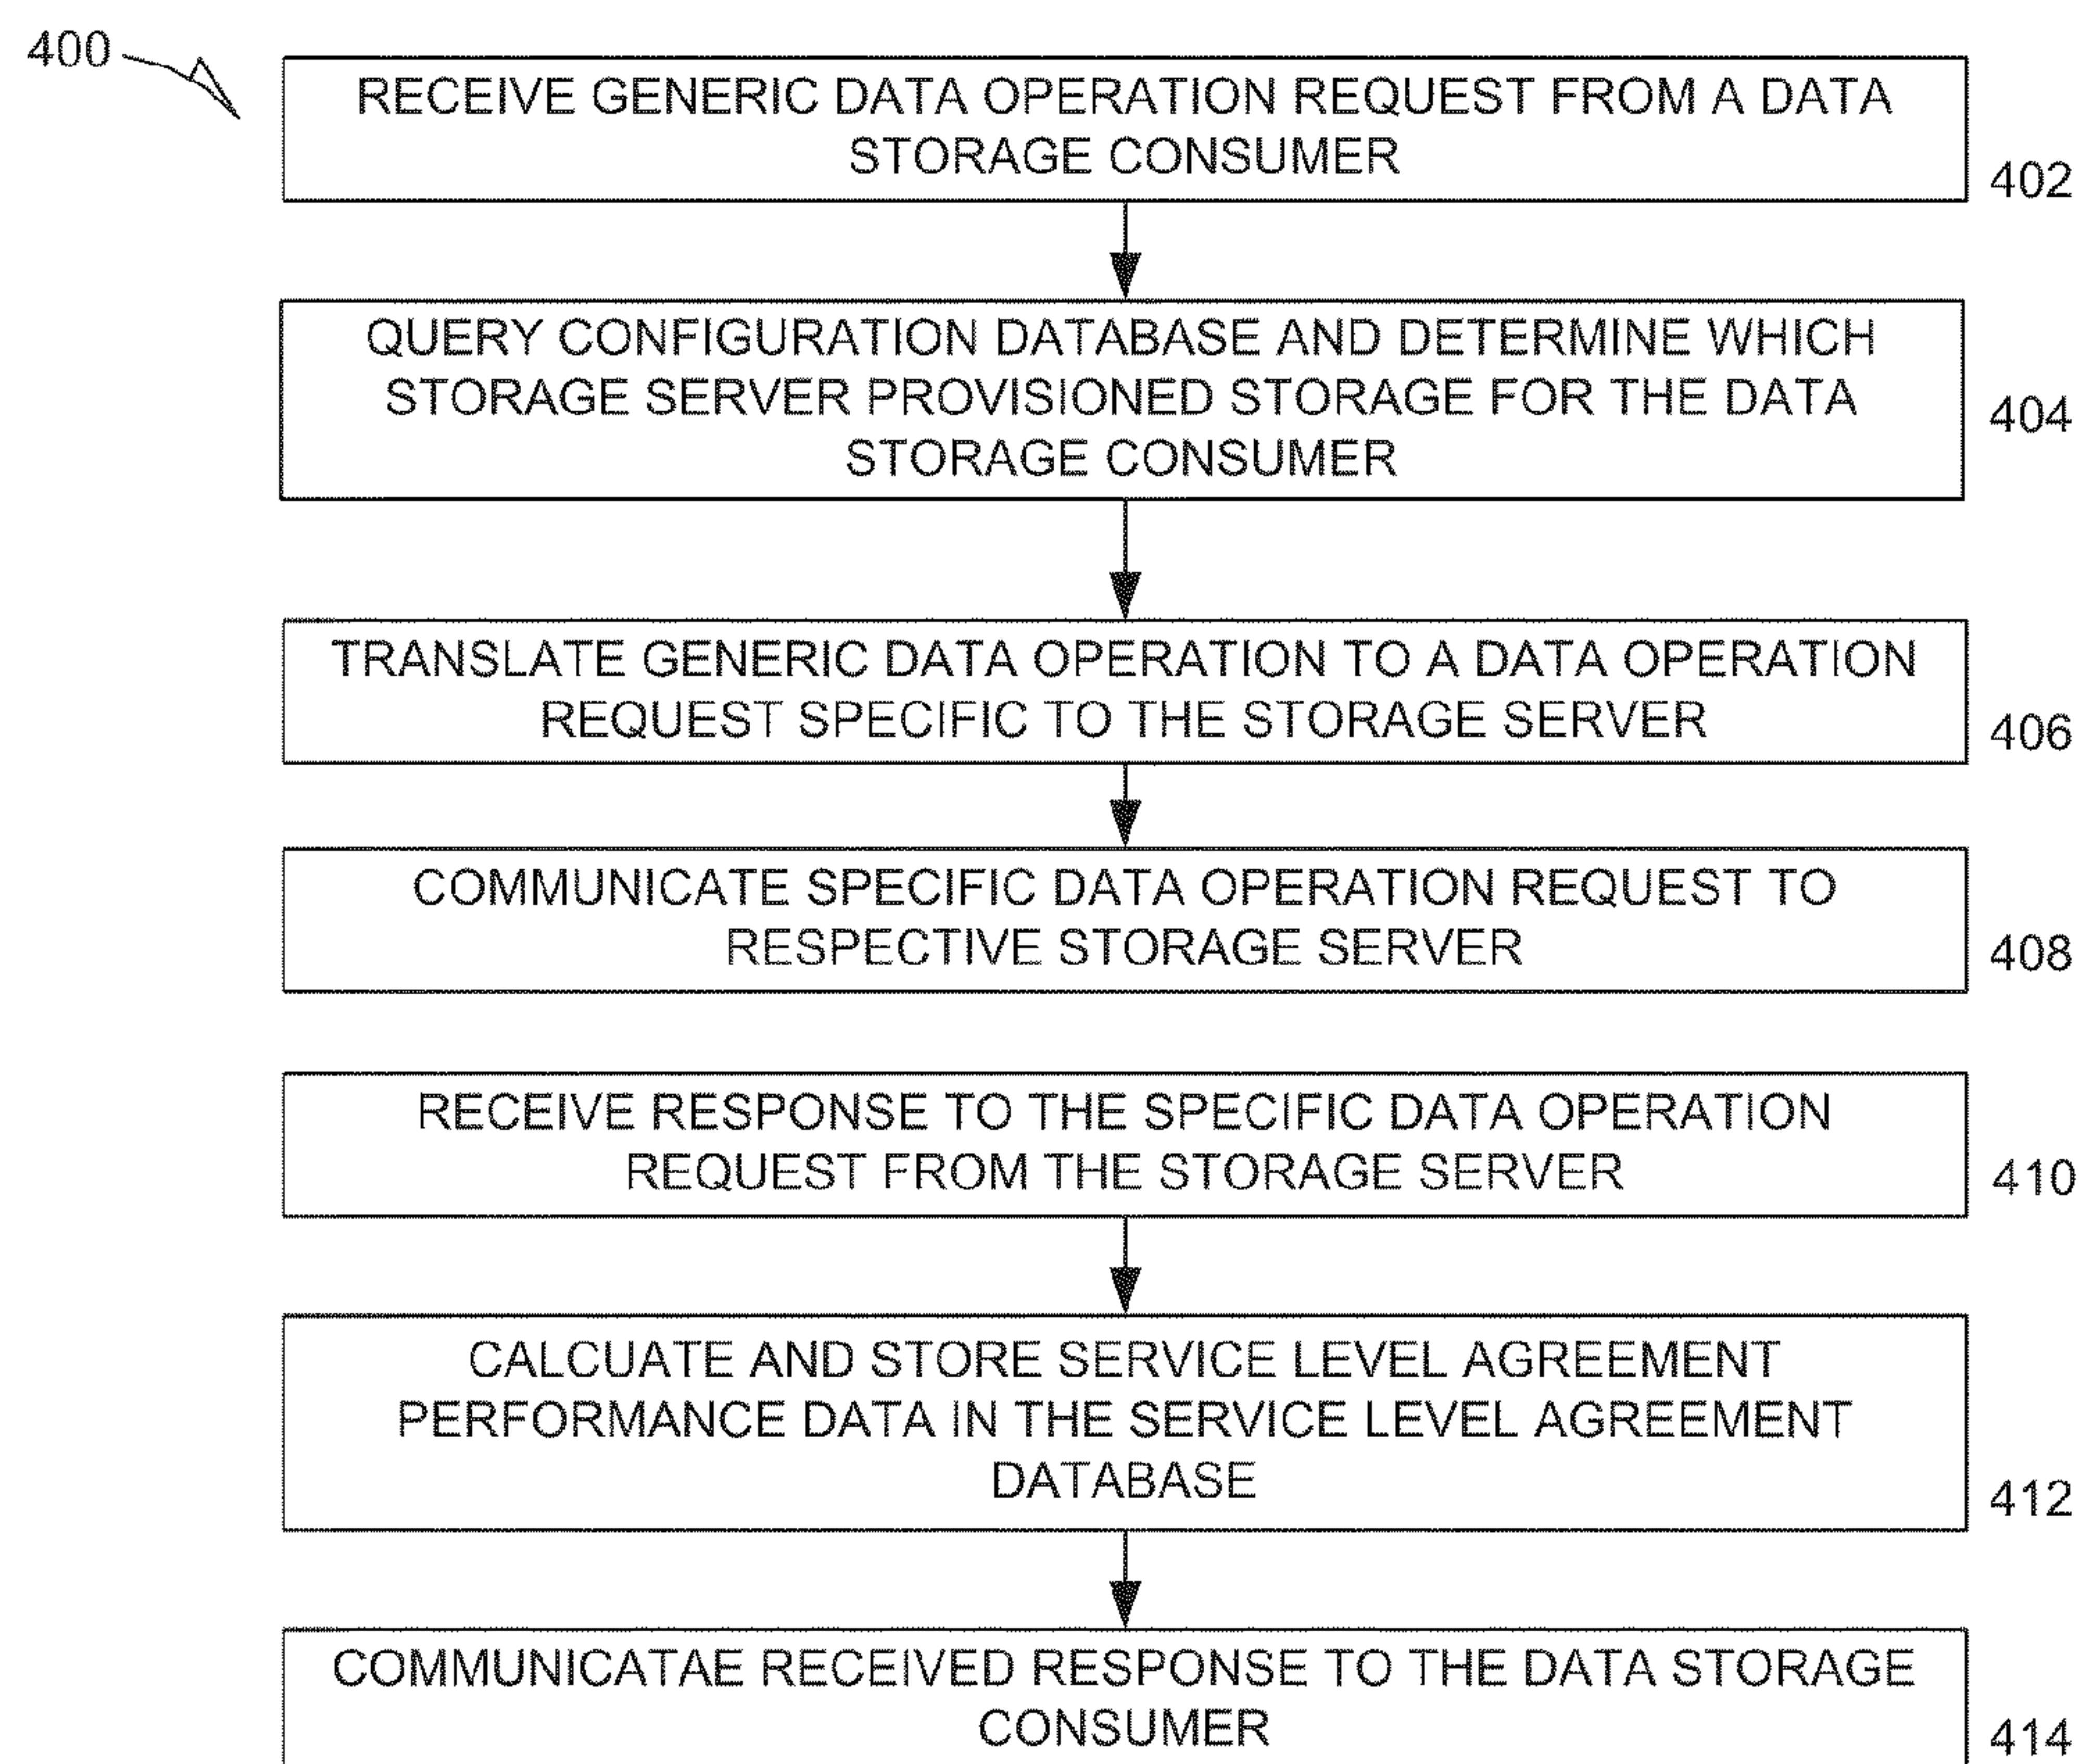 400
RECEIVE GENERIC DATA OPERATION REQUEST FROM A DATA
STORAGE CONSUMER
402
QUERY CONFIGURATION DATABASE AND DETERMINE WHICH
STORAGE SERVER PROVISIONED STORAGE FOR THE DATA
STORAGE CONSUMER
404
TRANSLATE GENERIC DATA OPERATION TO A DATA OPERATION
REQUEST SPECIFIC TO THE STORAGE SERVER
406
COMMUNICATE SPECIFIC DATA OPERATION REQUEST TO
RESPECTIVE STORAGE SERVER
408
RECEIVE RESPONSE TO THE SPECIFIC DATA OPERATION
REQUEST FROM THE STORAGE SERVER
410
CALCUATE AND STORE SERVICE LEVEL AGREEMENT
PERFORMANCE DATA IN THE SERVICE LEVEL AGREEMENT
DATABASE
412
COMMUNICATAE RECEIVED RESPONSE TO THE DATA STORAGE
CONSUMER
414